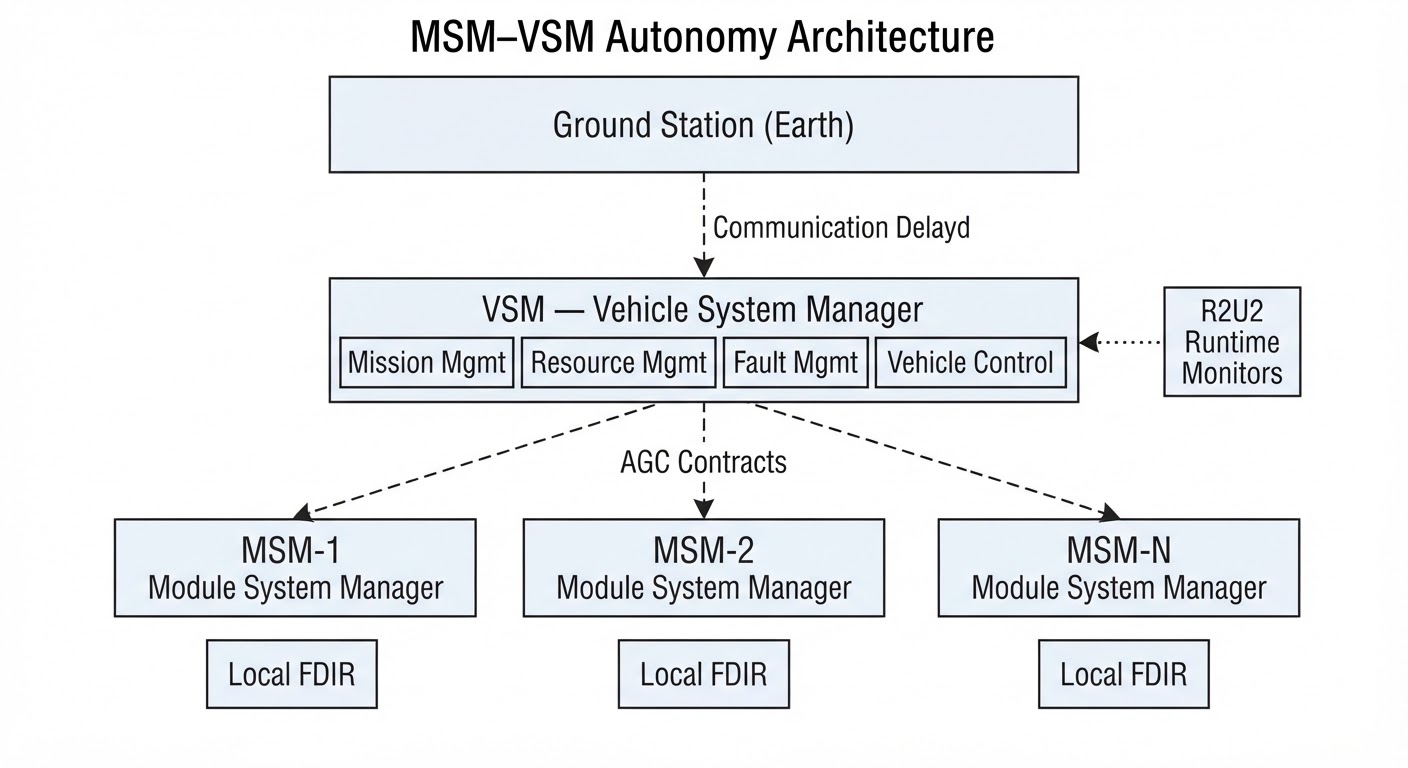 MSM–VSM Autonomy Architecture
Ground Station (Earth)
Communication Delayd
VSM — Vehicle System Manager
Mission Mgmt
Resource Mgmt
Fault Mgmt
Vehicle Control
R2U2
Runtime
Monitors
AGC Contracts
MSM-1
Module System Manager
MSM-2
Module System Manager
MSM-N
Module System Manager
Local FDIR
Local FDIR
Local FDIR